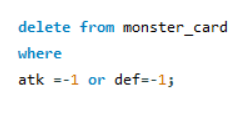 delete from monster_card
where
atk =-1 or def=-1;